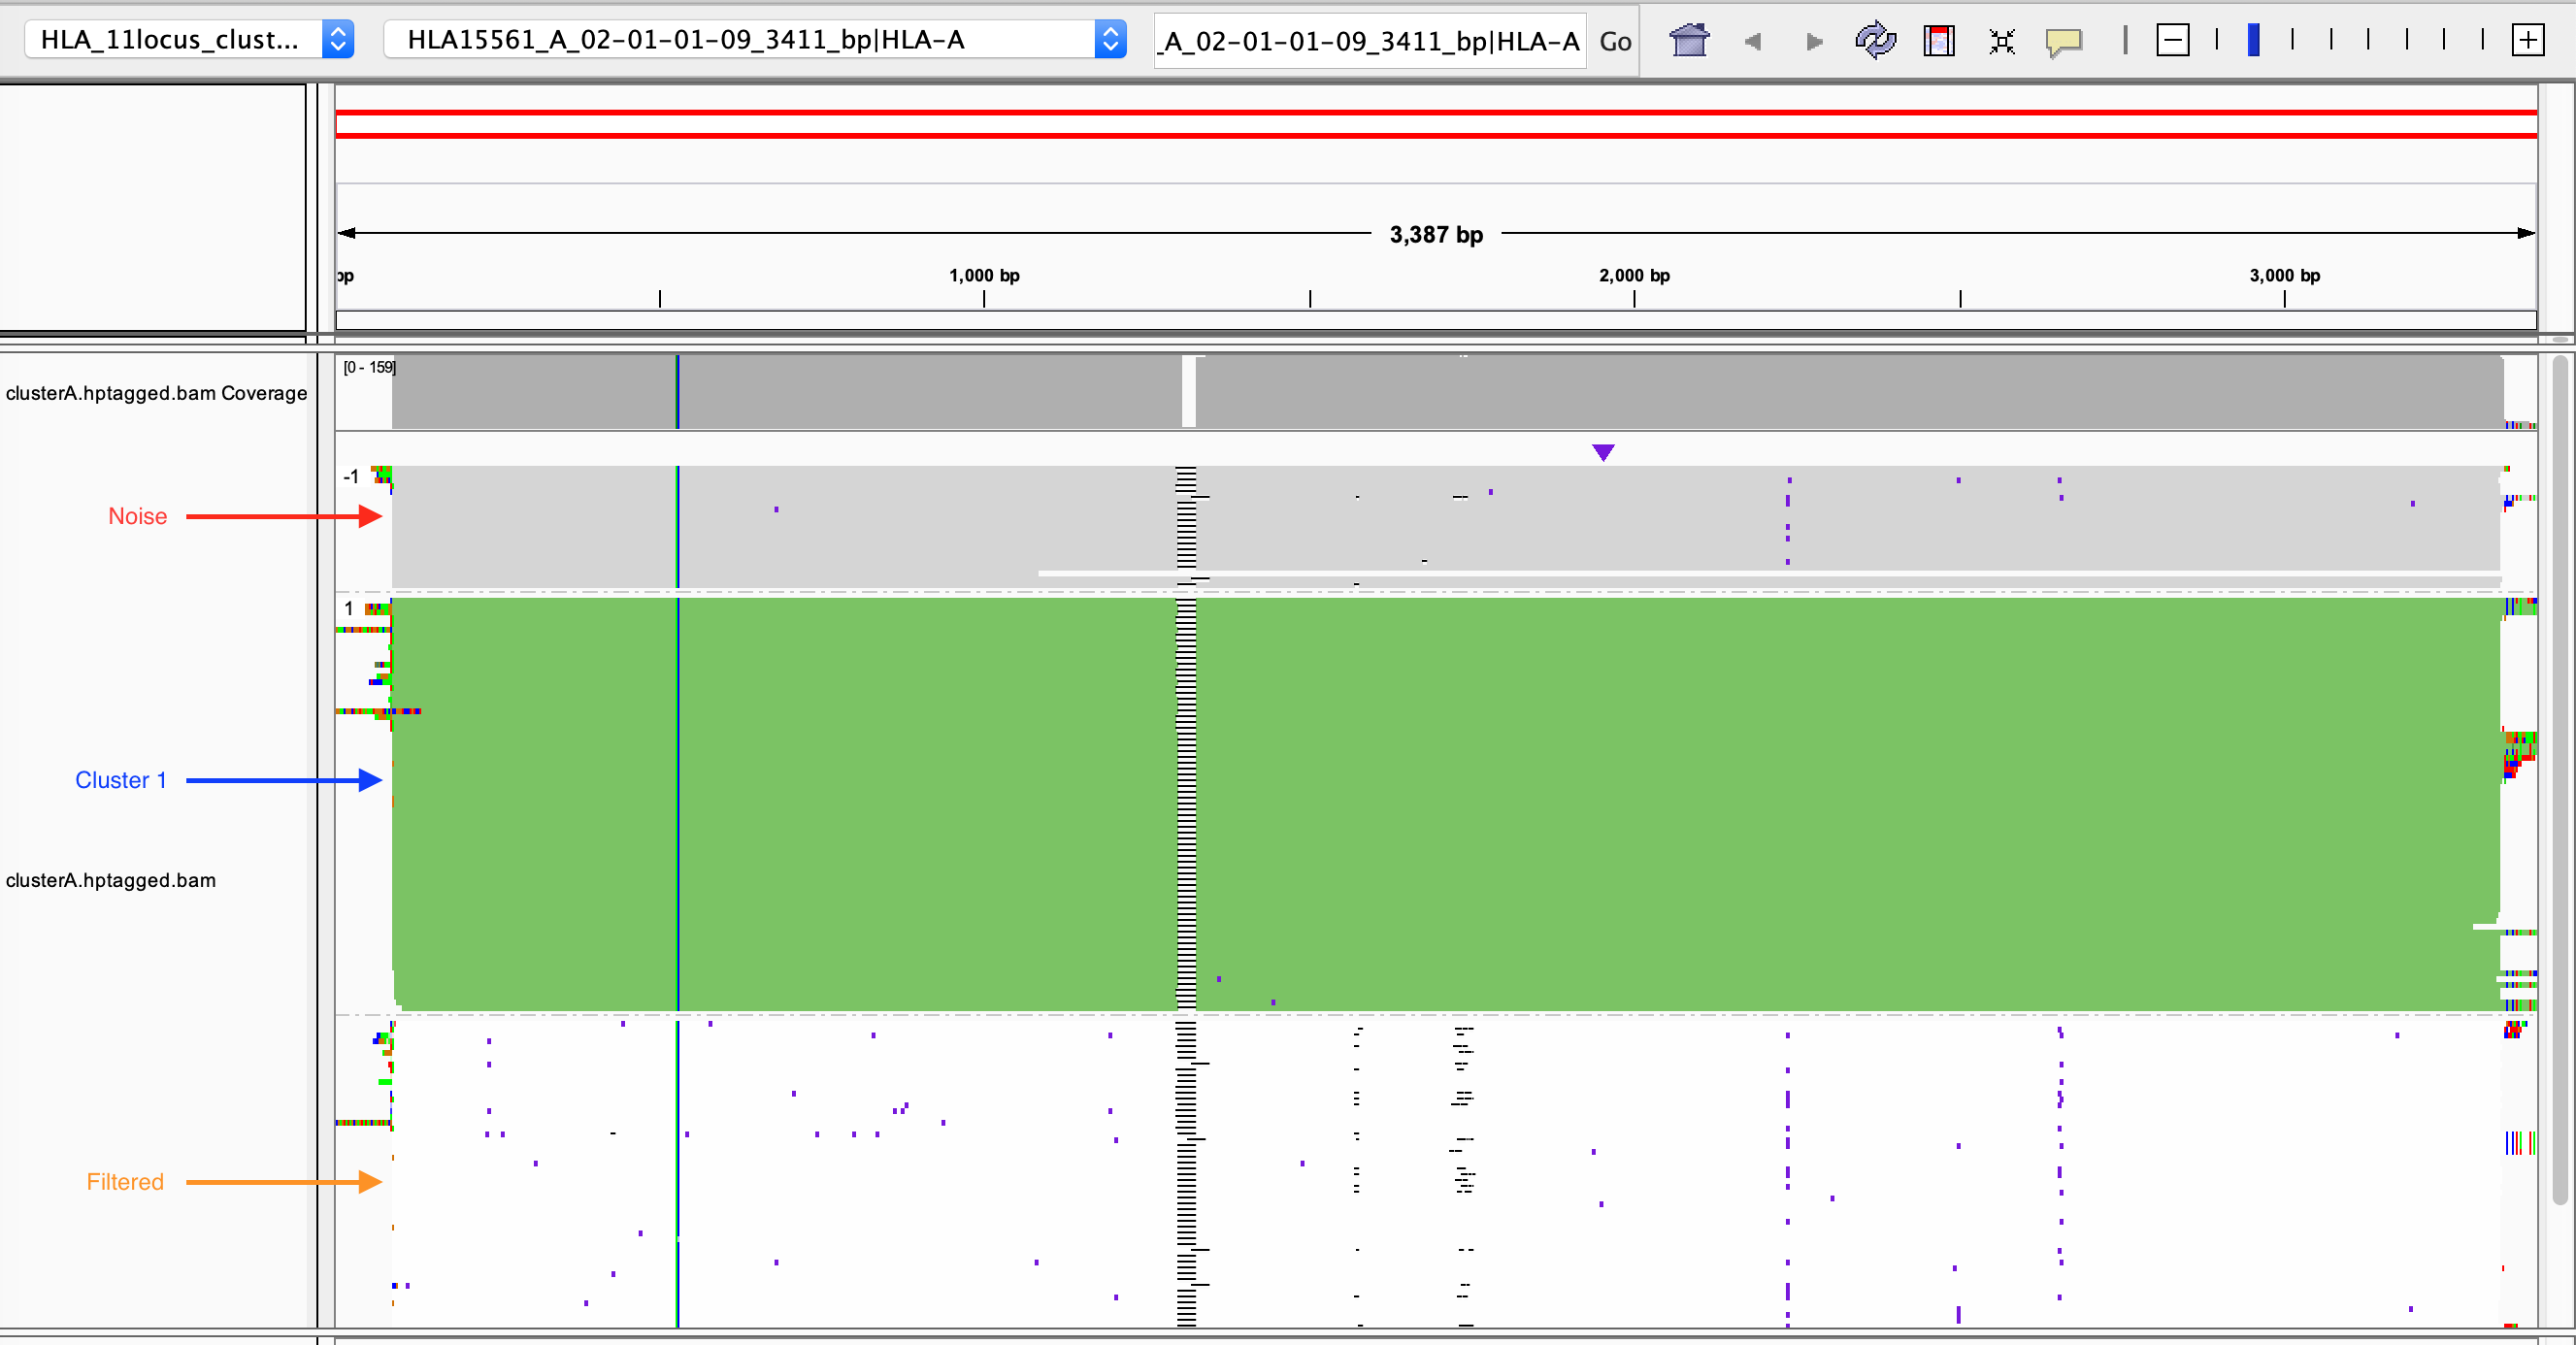 HLA_11locus_clust...
HLA15561_A_02-01-01-09_3411_bp|HLA-A
_A_02-01-01-09_3411_bp|HLA-A
Go
3,387 bp
bp
1,000 bp
2,000 bp
3,000 bp
[0 - 159]
clusterA.hptagged.bam Coverage
-1
Noise
1
Cluster 1
clusterA.hptagged.bam
Filtered